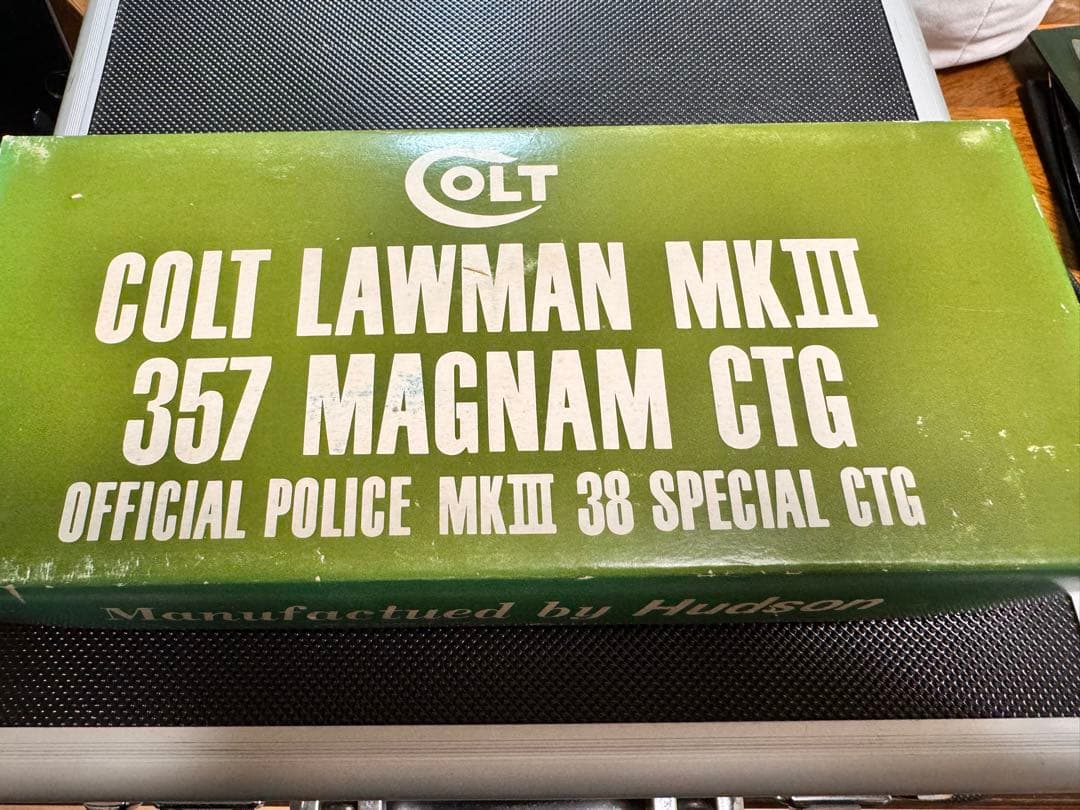 COLT
COLT LAWMAN MKIII
357 MAGNAM CTG
OFFICIAL POLICE MKIII 38 SPECIAL CTG
Manufactued by Hudson